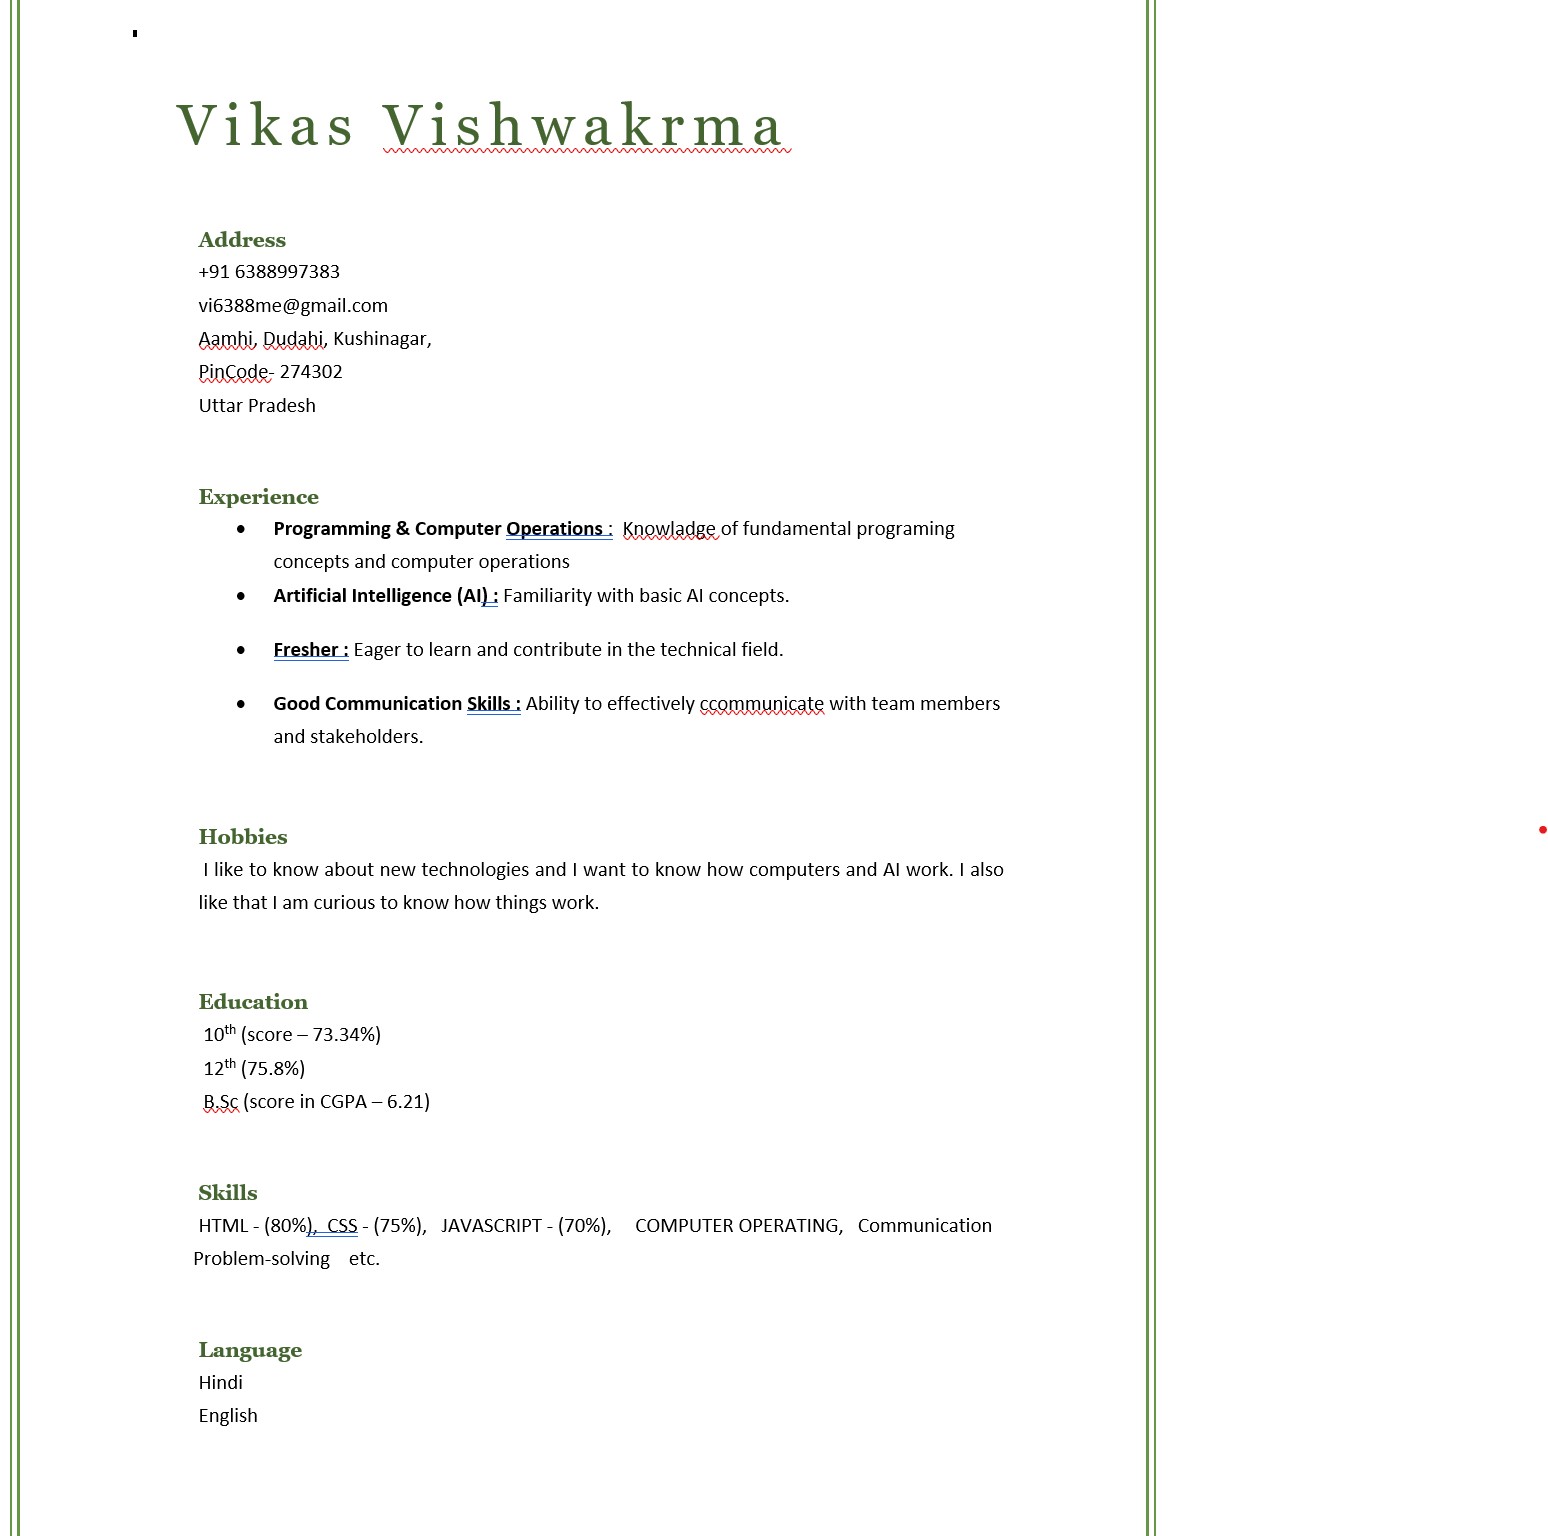 Vikas Vishwakrma
Address
+91 6388997383
vi6388me@gmail.com
Aamhi, Dudahi, Kushinagar,
PinCode- 274302
Uttar Pradesh
Experience
• Programming & Computer Operations : Knowladge of fundamental programing
concepts and computer operations
• Artificial Intelligence (AI) : Familiarity with basic AI concepts.
• Fresher : Eager to learn and contribute in the technical field.
• Good Communication Skills : Ability to effectively ccommunicate with team members
and stakeholders.
Hobbies
I like to know about new technologies and I want to know how computers and AI work. I also
like that I am curious to know how things work.
Education
10th (score – 73.34%)
12th (75.8%)
B.Sc (score in CGPA – 6.21)
Skills
HTML - (80%), CSS - (75%), JAVASCRIPT - (70%), COMPUTER OPERATING, Communication
Problem-solving etc.
Language
Hindi
English